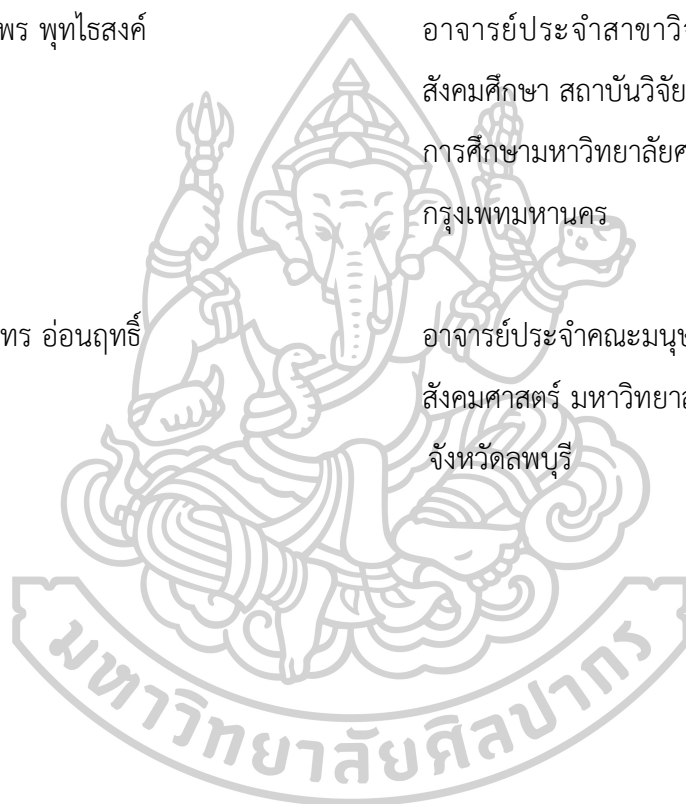 พร พุทไธสงค์ อาจารย์ประจำสาขาวิ
สังคมศึกษา สถาบันวิจัย
การศึกษามหาวิทยาลัยศ
กรุงเพทมหานคร
ทร อ่อนฤทธิ์ อาจารย์ประจำคณะมนุษ
สังคมศาสตร์ มหาวิทยาล
จังหวัดลพบุรี
มหาวิทยาลัยศิลปากร